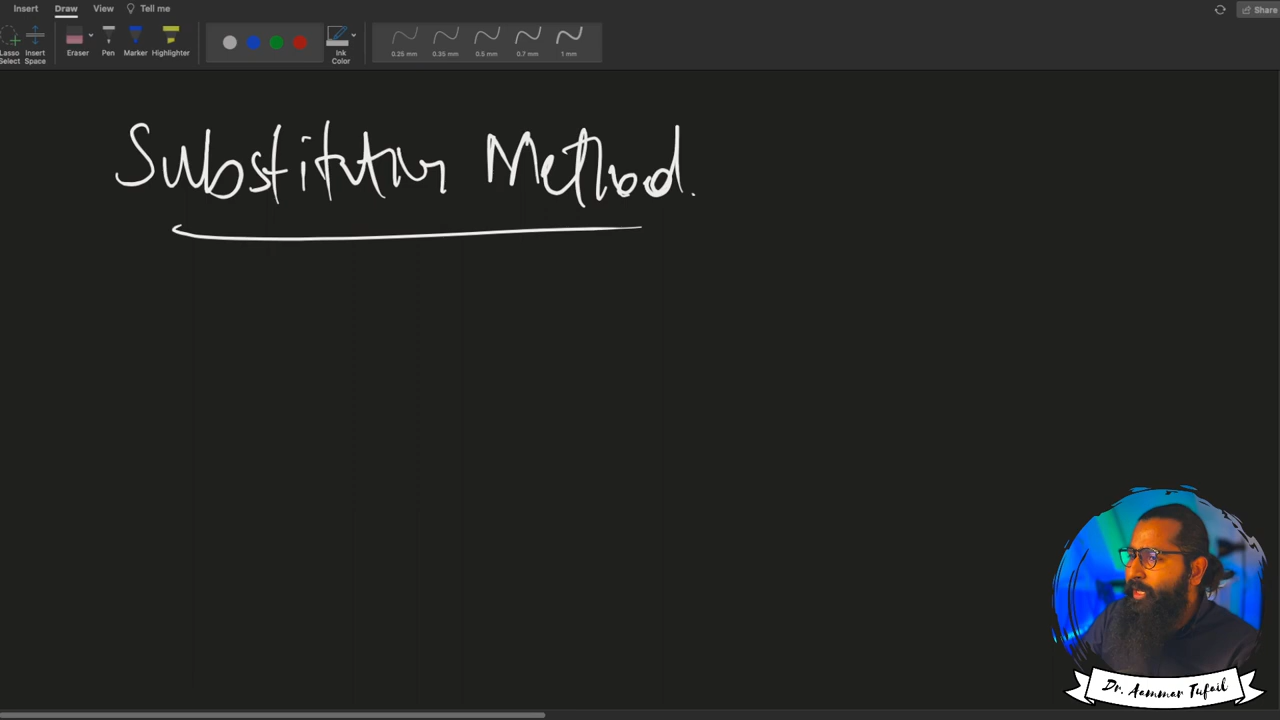 Insert Draw View Tell me Share
Lasso Select Insert Space Eraser Pen Marker Highlighter Ink Color 0.25 mm 0.35 mm 0.5 mm 0.7 mm 1 mm
Substitution Method.
Dr. Aammar Tufail